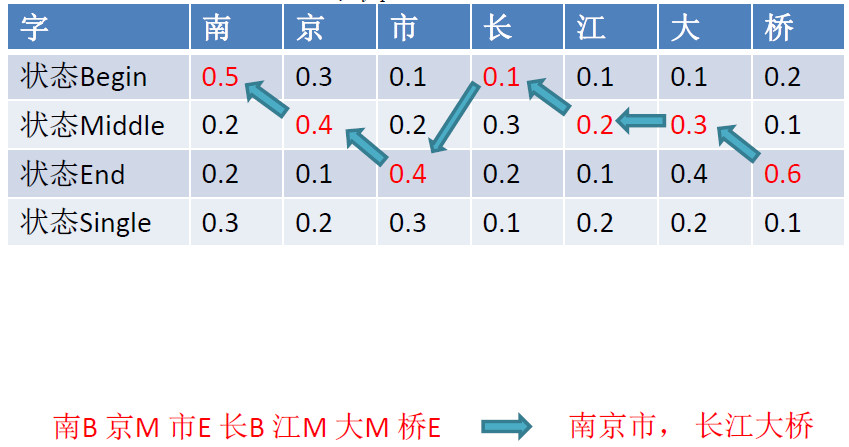 字 南 京 市 长 江 大 桥
状态Begin 0.5 0.3 0.1 0.1 0.1 0.1 0.2
状态Middle 0.2 0.4 0.2 0.3 0.2 0.3 0.1
状态End 0.2 0.1 0.4 0.2 0.1 0.4 0.6
状态Single 0.3 0.2 0.3 0.1 0.2 0.2 0.1
南B 京M 市E 长B 江M 大M 桥E 南京市， 长江大桥